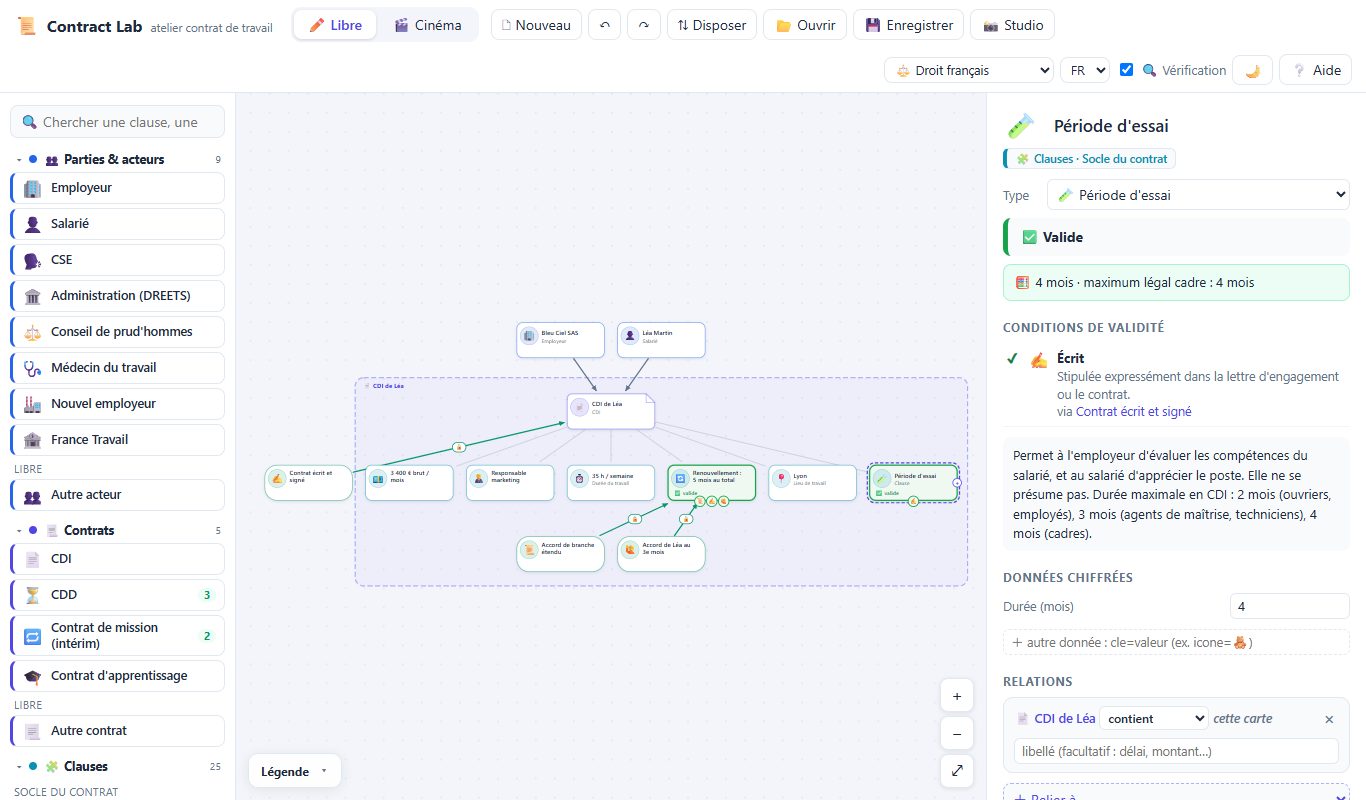 Contract Lab atelier contrat de travail
Libre
Cinéma
Nouveau
Disposer
Ouvrir
Enregistrer
Studio
Droit français
FR
Vérification
Aide
Chercher une clause, une
Parties & acteurs 9
Employeur
Salarié
CSE
Administration (DREETS)
Conseil de prud'hommes
Médecin du travail
Nouvel employeur
France Travail
LIBRE
Autre acteur
Contrats 5
CDI
CDD 3
Contrat de mission
(intérim) 2
Contrat d'apprentissage
LIBRE
Autre contrat
Clauses 25
SOCLE DU CONTRAT
Bleu Ciel SAS
Employeur
Léa Martin
Salarié
CDI de Léa
CDI de Léa
CDI
Contrat écrit et
signé
3 400 € brut /
mois
Responsable
marketing
35 h / semaine
Durée du travail
Renouvellement :
5 mois au total
valide
Lyon
Lieu de travail
Période d'essai
Clause
valide
Accord de branche
étendu
Accord de Léa au
3e mois
Légende
+
−
Période d'essai
Clauses · Socle du contrat
Type
Période d'essai
Valide
4 mois · maximum légal cadre : 4 mois
CONDITIONS DE VALIDITÉ
Écrit
Stipulée expressément dans la lettre d'engagement
ou le contrat.
via Contrat écrit et signé
Permet à l'employeur d'évaluer les compétences du
salarié, et au salarié d'apprécier le poste. Elle ne se
présume pas. Durée maximale en CDI : 2 mois (ouvriers,
employés), 3 mois (agents de maîtrise, techniciens), 4
mois (cadres).
DONNÉES CHIFFRÉES
Durée (mois) 4
+ autre donnée : cle=valeur (ex. icone=🧸)
RELATIONS
CDI de Léa contient cette carte ×
libellé (facultatif : délai, montant…)
+ Relier à